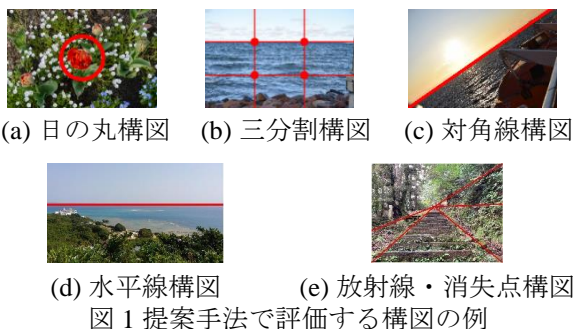 (a) 日の丸構図 (b) 三分割構図 (c) 対角線構図
(d) 水平線構図 (e) 放射線・消失点構図
図 1 提案手法で評価する構図の例